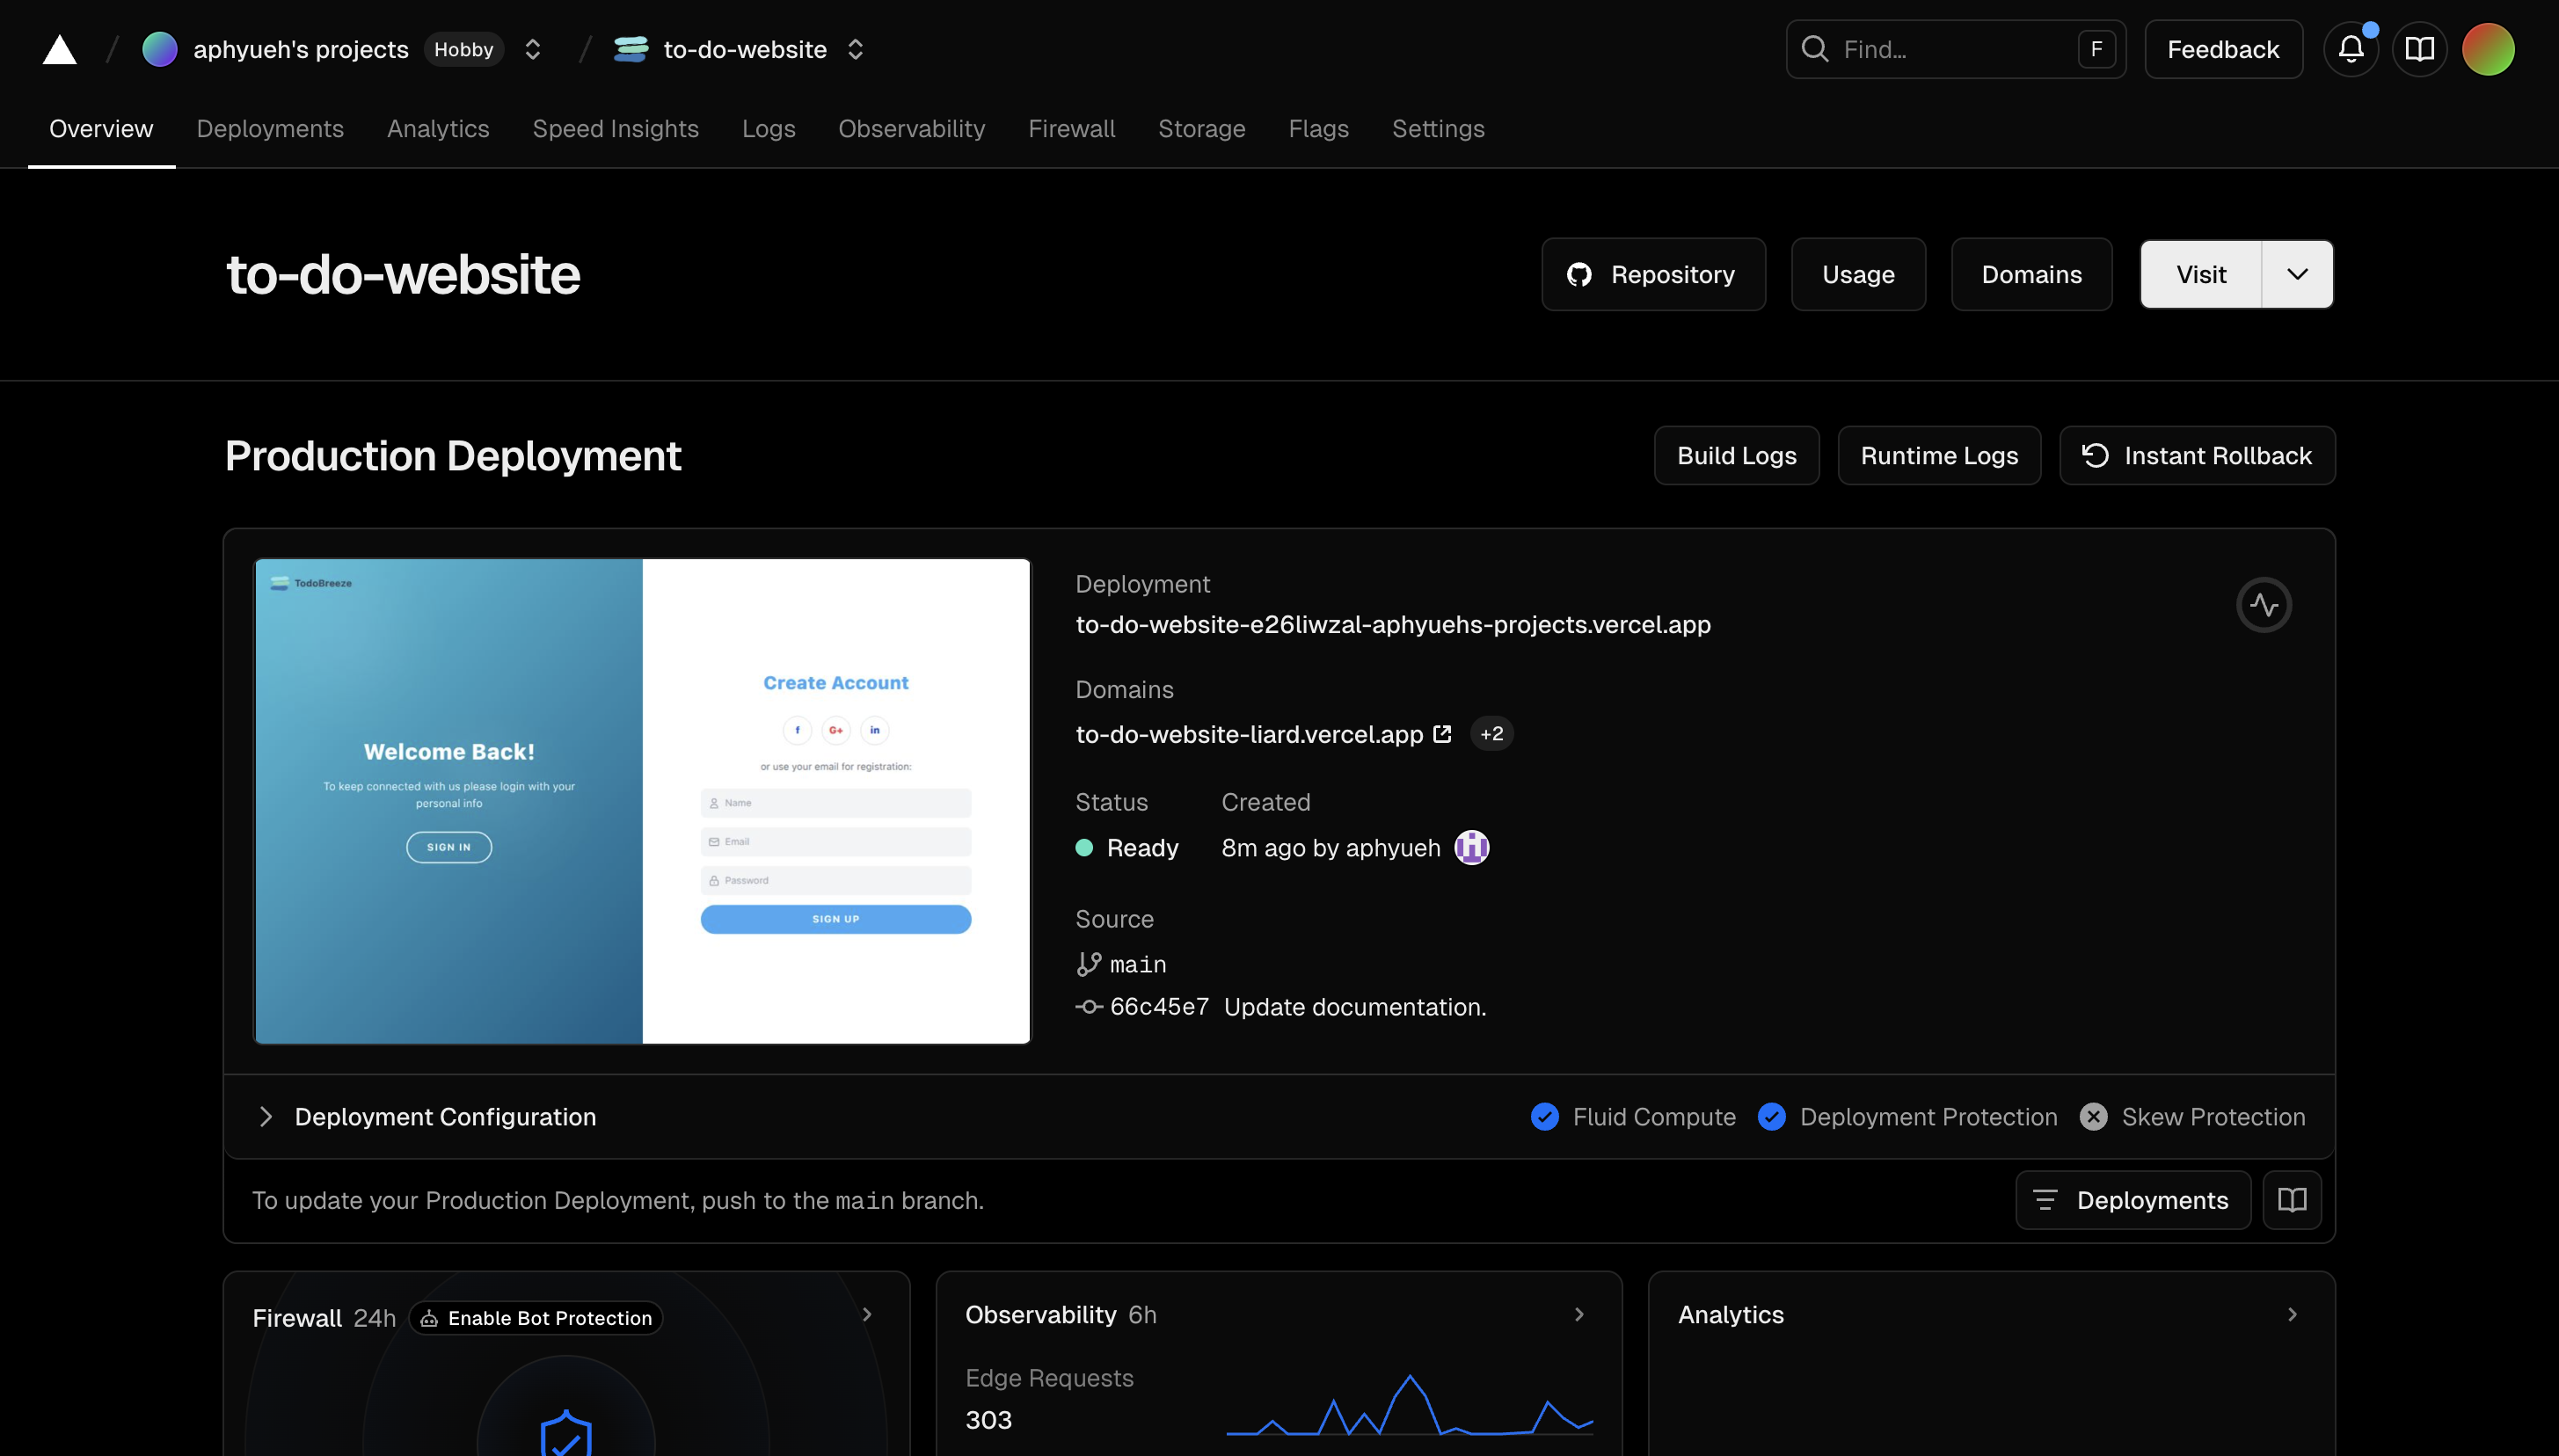 aphyueh's projects Hobby to-do-website Find... F Feedback
Overview Deployments Analytics Speed Insights Logs Observability Firewall Storage Flags Settings
to-do-website Repository Usage Domains Visit
Production Deployment Build Logs Runtime Logs Instant Rollback
TodoBreeze
Welcome Back!
To keep connected with us please login with your
personal info
SIGN IN
Create Account
f G+ in
or use your email for registration:
Name
Email
Password
SIGN UP
Deployment
to-do-website-e26liwzal-aphyuehs-projects.vercel.app
Domains
to-do-website-liard.vercel.app +2
Status Created
Ready 8m ago by aphyueh
Source
main
66c45e7 Update documentation.
Deployment Configuration Fluid Compute Deployment Protection Skew Protection
To update your Production Deployment, push to the main branch. Deployments
Firewall 24h Enable Bot Protection
Observability 6h
Edge Requests
303
Analytics